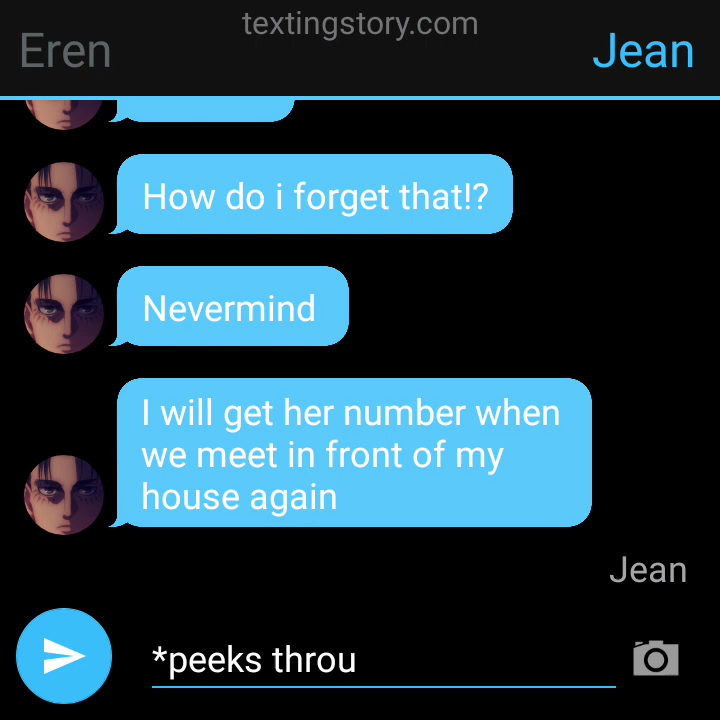 textingstory.com
Eren
Jean
How do i forget that!?
Nevermind
I will get her number when
we meet in front of my
house again
Jean
*peeks throu